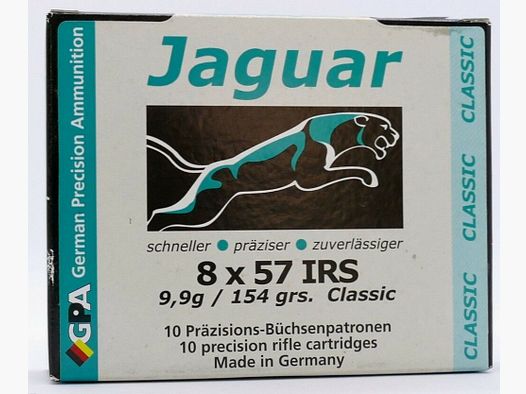 Jaguar
schneller ● präziser ● zuverlässiger
8 x 57 IRS
9,9g / 154 grs. Classic
10 Präzisions-Büchsenpatronen
10 precision rifle cartridges
Made in Germany
GPA German Precision Ammunition
CLASSIC CLASSIC CLASSIC